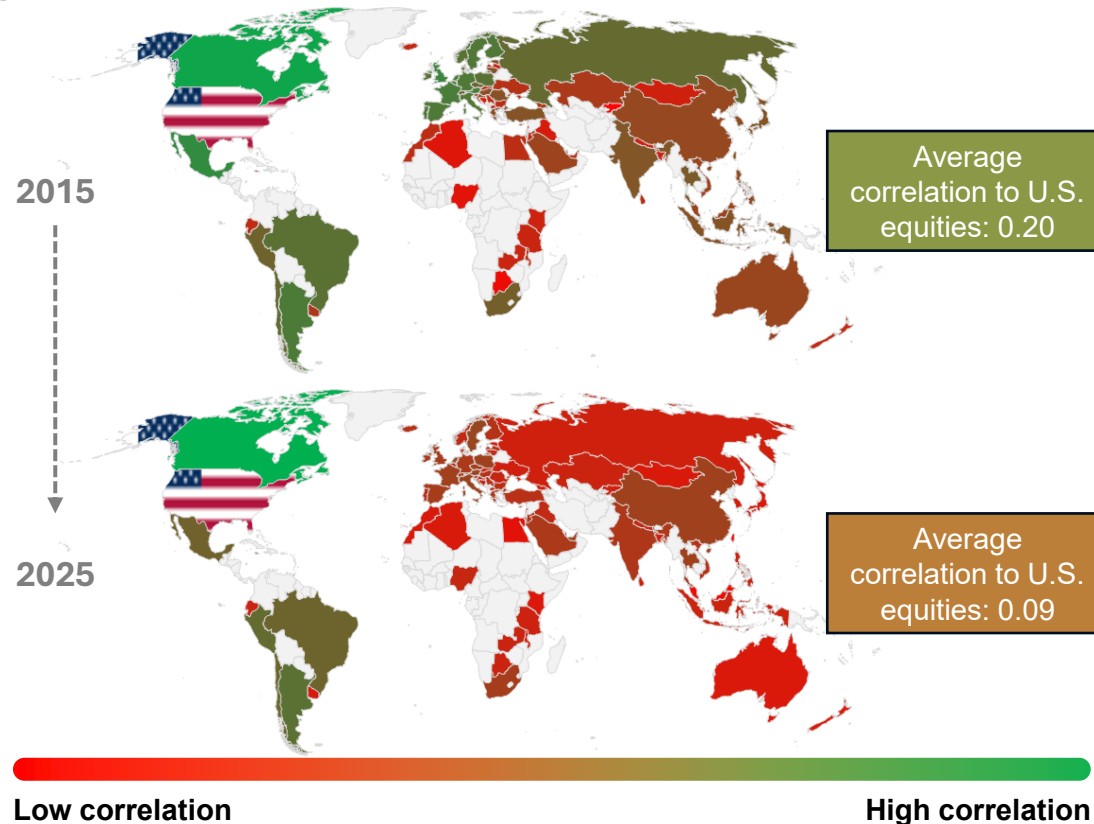 2015
Average
correlation to U.S.
equities: 0.20
2025
Average
correlation to U.S.
equities: 0.09
Low correlation
High correlation